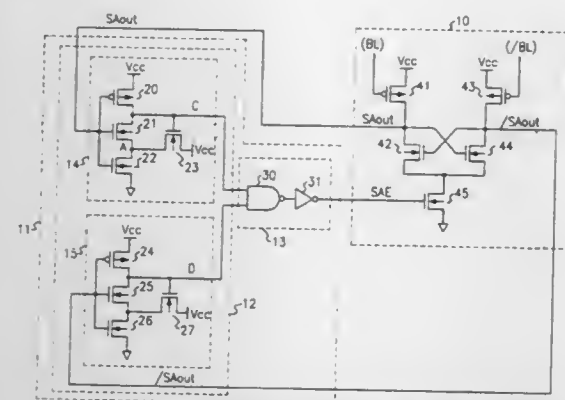 SAout
10
(BL)
(/BL)
Vcc
Vcc
Vcc
20
41
43
C
SAout
/SAout
21
A
14
22
23
Vcc
42
44
30
31
SAE
45
11
13
15
Vcc
24
D
25
12
Vcc
26
27
/SAout